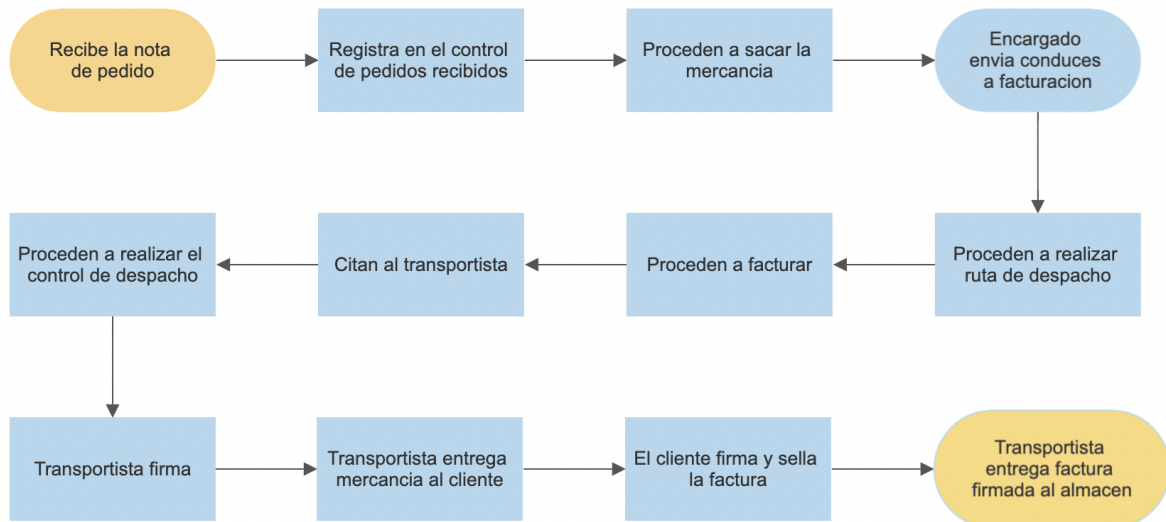 Recibe la nota
de pedido
Registra en el control
de pedidos recibidos
Proceden a sacar la
mercancia
Encargado
envia conduces
a facturacion
Proceden a realizar
ruta de despacho
Proceden a facturar
Citan al transportista
Proceden a realizar el
control de despacho
Transportista firma
Transportista entrega
mercancia al cliente
El cliente firma y sella
la factura
Transportista
entrega factura
firmada al almacen